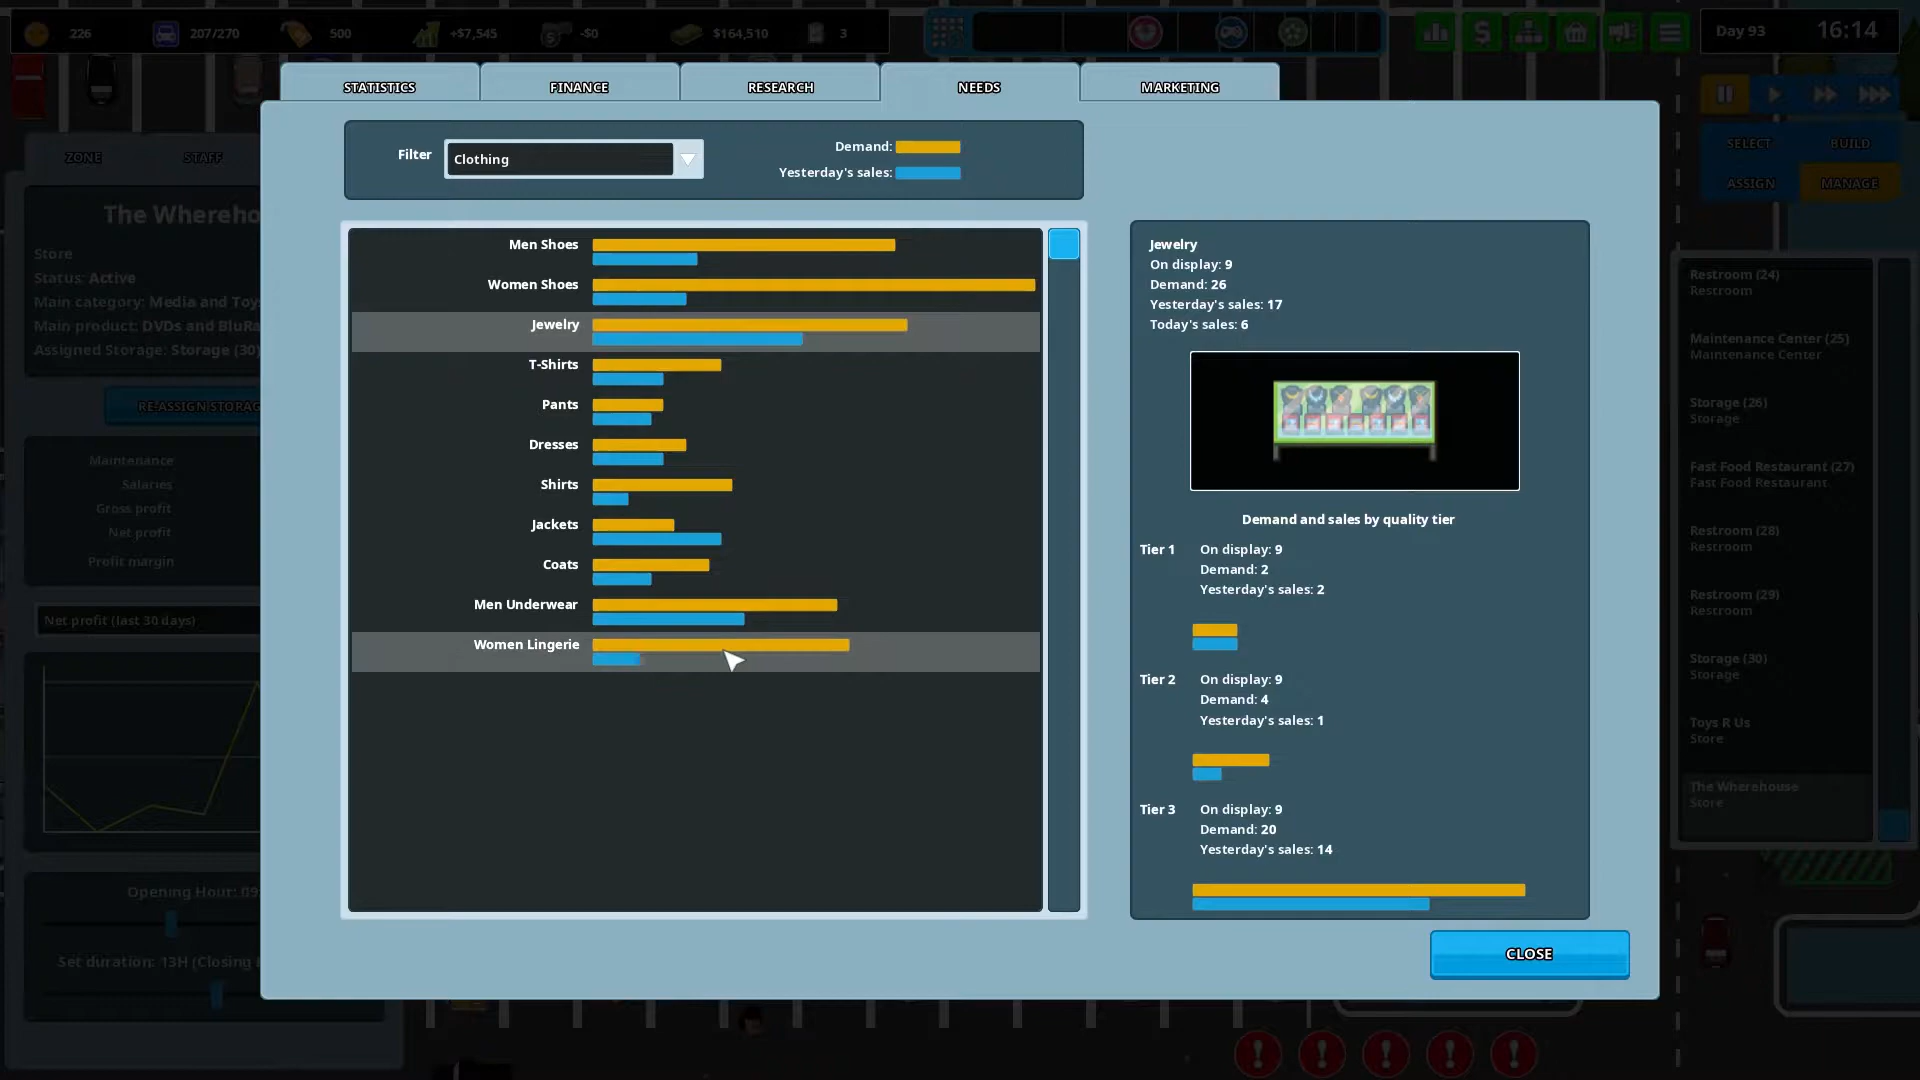 226
207/270
500
+$7,545
-$0
$164,510
3
Day 93
16:14
STATISTICS
FINANCE
RESEARCH
NEEDS
MARKETING
Filter
Clothing
Demand:
Yesterday's sales:
Men Shoes
Women Shoes
Jewelry
T-Shirts
Pants
Dresses
Shirts
Jackets
Coats
Men Underwear
Women Lingerie
Jewelry
On display: 9
Demand: 26
Yesterday's sales: 17
Today's sales: 6
Demand and sales by quality tier
Tier 1
On display: 9
Demand: 2
Yesterday's sales: 2
Tier 2
On display: 9
Demand: 4
Yesterday's sales: 1
Tier 3
On display: 9
Demand: 20
Yesterday's sales: 14
CLOSE
ZONE
STAFF
The Whereho
Store
Status: Active
Main category: Media and Toy
Main product: DVDs and BluRa
Assigned Storage: Storage (30)
RE-ASSIGN STORAG
Maintenance
Salaries
Gross profit
Net profit
Profit margin
Net profit (last 30 days)
Opening Hour: 09
Set duration: 13H (Closing
SELECT
BUILD
ASSIGN
MANAGE
Restroom (24)
Restroom
Maintenance Center (25)
Maintenance Center
Storage (26)
Storage
Fast Food Restaurant (27)
Fast Food Restaurant
Restroom (28)
Restroom
Restroom (29)
Restroom
Storage (30)
Storage
Toys R Us
Store
The Wherehouse
Store